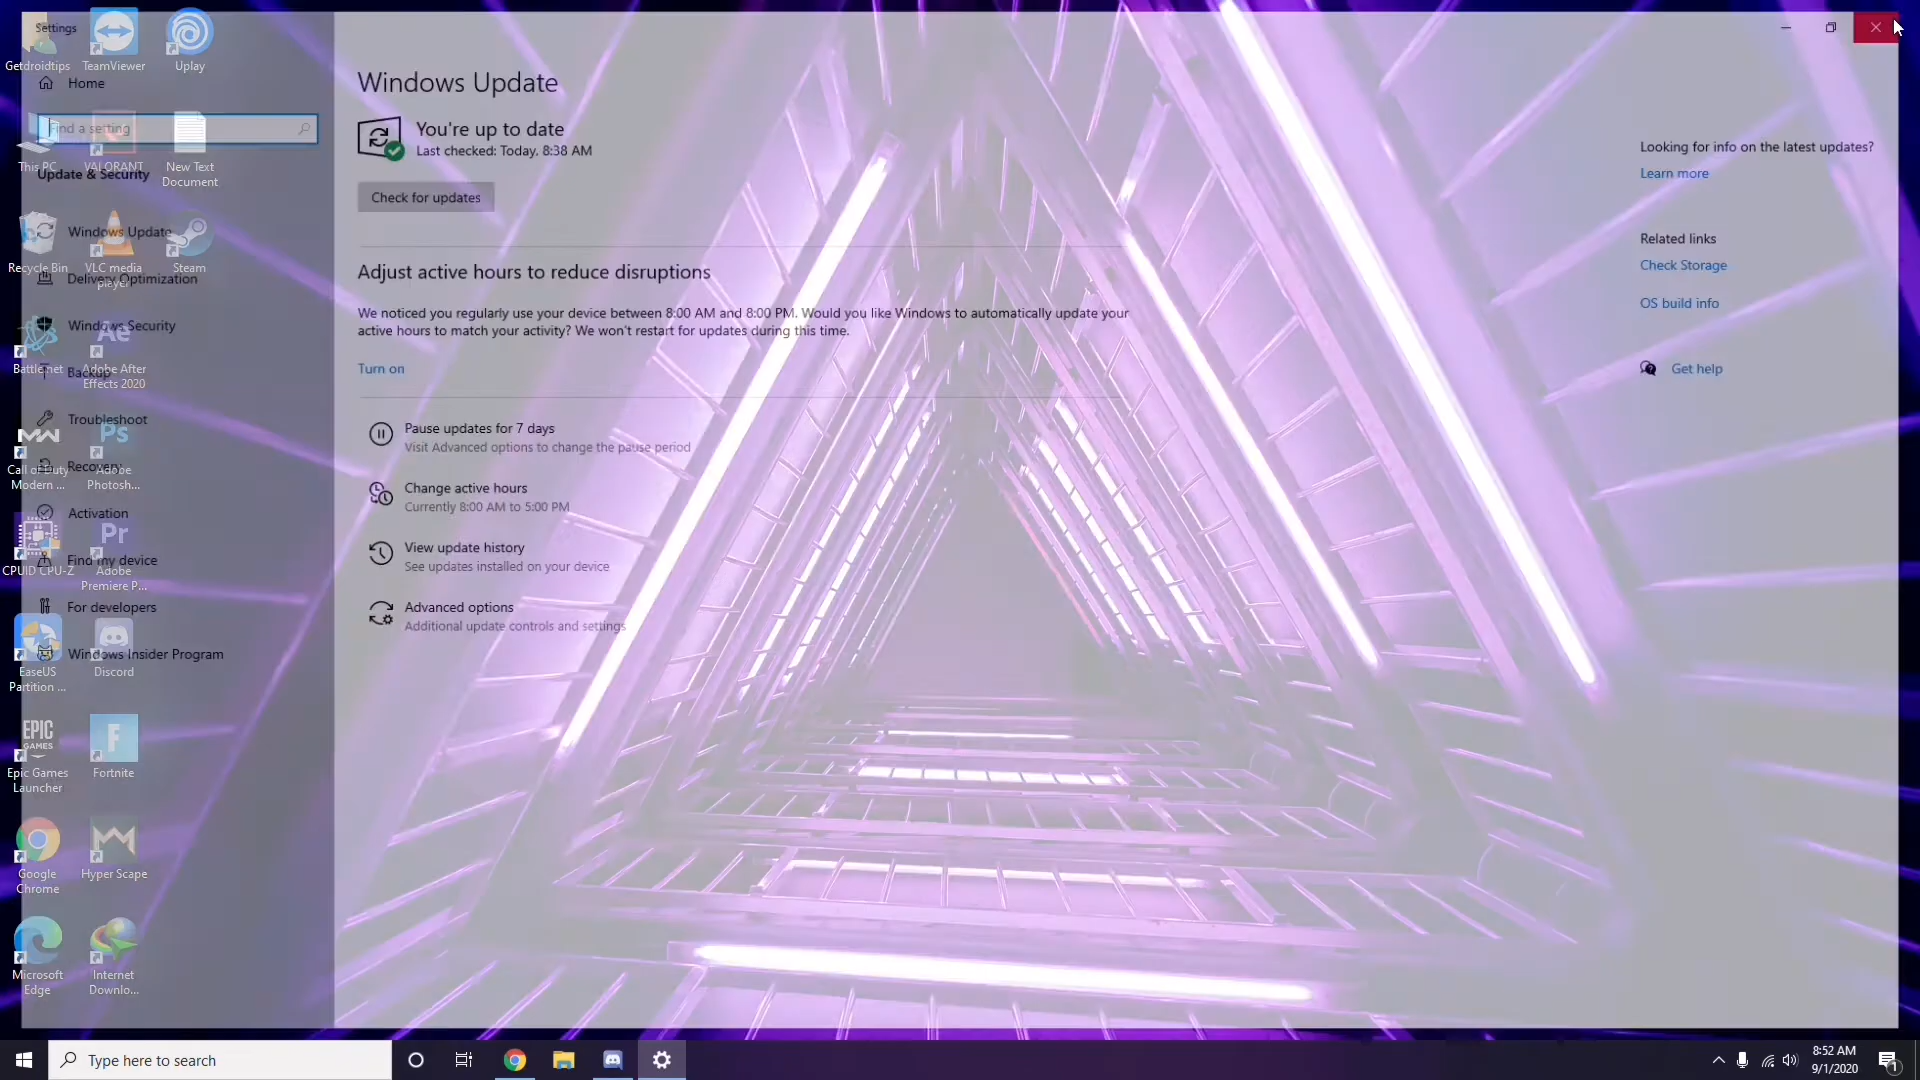 Settings
Home
Find a setting
Update & Security
Windows Update
Delivery Optimization
Windows Security
Backup
Troubleshoot
Recovery
Activation
Find my device
For developers
Windows Insider Program
Windows Update
You're up to date
Last checked: Today, 8:38 AM
Check for updates
Adjust active hours to reduce disruptions
We noticed you regularly use your device between 8:00 AM and 8:00 PM. Would you like Windows to automatically update your
active hours to match your activity? We won't restart for updates during this time.
Turn on
Pause updates for 7 days
Visit Advanced options to change the pause period
Change active hours
Currently 8:00 AM to 5:00 PM
View update history
See updates installed on your device
Advanced options
Additional update controls and settings
Looking for info on the latest updates?
Learn more
Related links
Check Storage
OS build info
Get help
Getdroidtips
TeamViewer
Uplay
This PC
VALORANT
New Text
Document
Recycle Bin
VLC media
player
Steam
Battle.net
Ae
Adobe After
Effects 2020
MW
Call of Duty
Modern ...
Ps
Adobe
Photosh...
CPUID CPU-Z
Pr
Adobe
Premiere P...
EaseUS
Partition ...
Discord
EPIC
GAMES
Epic Games
Launcher
F
Fortnite
Google
Chrome
Hyper Scape
Microsoft
Edge
Internet
Downlo...
Type here to search
8:52 AM
9/1/2020
1